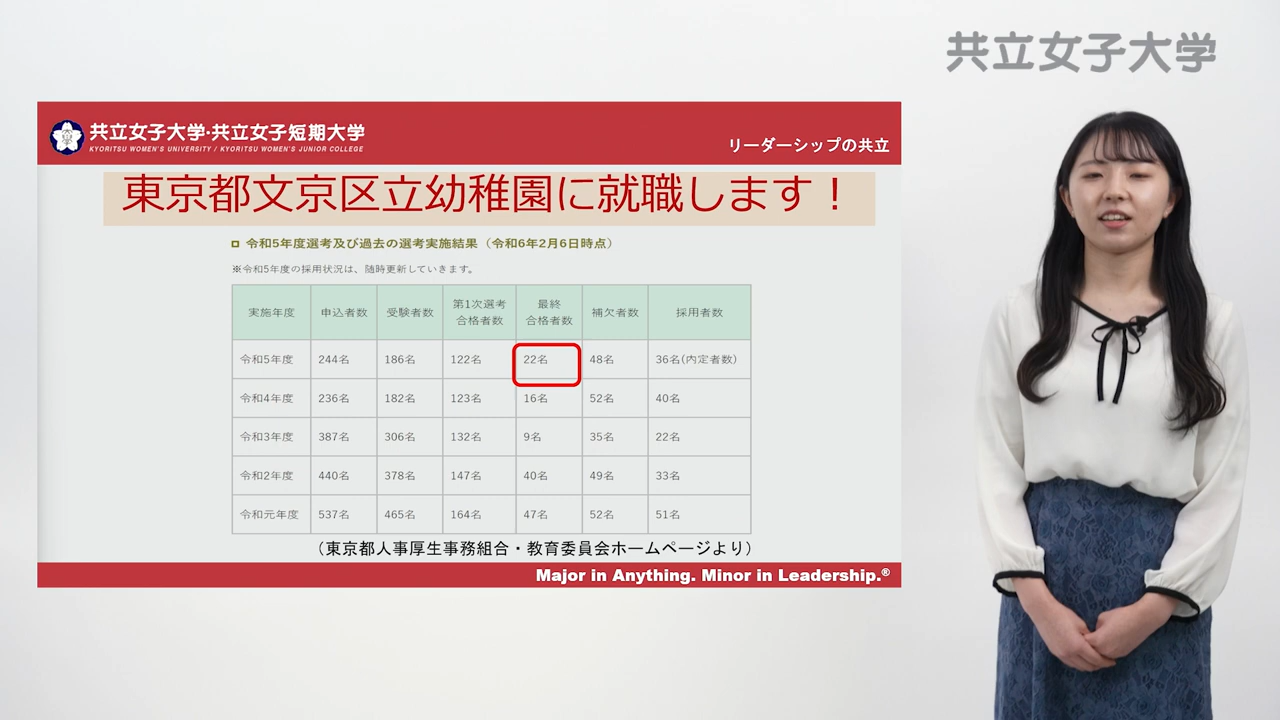 共立女子大学
共立女子大学・共立女子短期大学
KYORITSU WOMEN'S UNIVERSITY / KYORITSU WOMEN'S JUNIOR COLLEGE
リーダーシップの共立
東京都文京区立幼稚園に就職します！
令和5年度選考及び過去の選考実施結果（令和6年2月6日時点）
※令和5年度の採用状況は、随時更新していきます。
実施年度 申込者数 受験者数 第1次選考合格者数 最終合格者数 補欠者数 採用者数
令和5年度 244名 186名 122名 22名 48名 36名(内定者数)
令和4年度 236名 182名 123名 16名 52名 40名
令和3年度 387名 306名 132名 9名 35名 22名
令和2年度 440名 378名 147名 40名 49名 33名
令和元年度 537名 465名 164名 47名 52名 51名
（東京都人事厚生事務組合・教育委員会ホームページより）
Major in Anything. Minor in Leadership.®